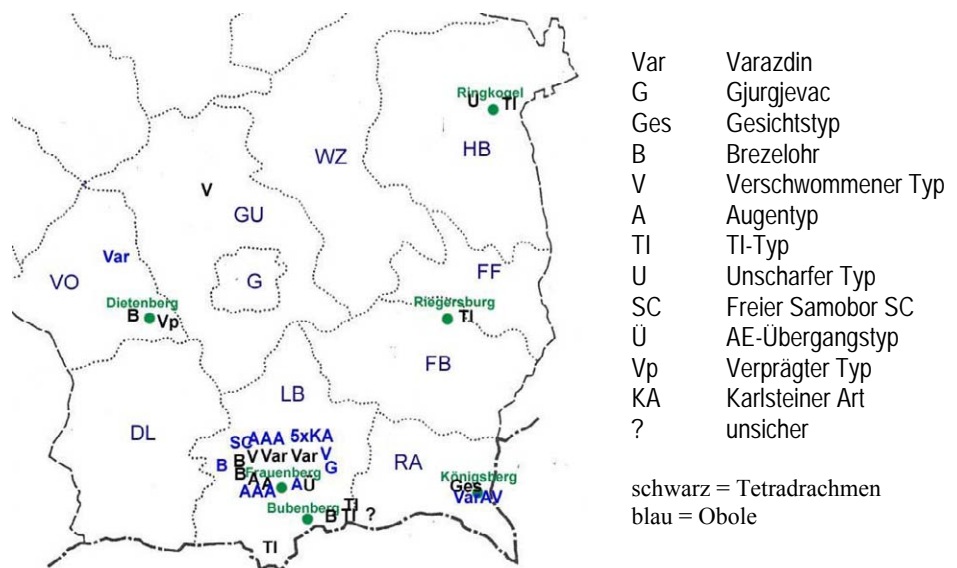 Ringkogel
U TI
WZ
HB
V
GU
Var
VO
G
FF
Dietenberg
B Vp
Riegersburg
TI
FB
LB
DL
SC AAA 5xKA
B B V Var Var V
G
B A A
Frauenberg
AAA A Ü
RA
Königsberg
Ges
Var A V
Bubenberg
TI
B TI ?
TI
Var Varazdin
G Gjurgjevac
Ges Gesichtstyp
B Brezelohr
V Verschwommener Typ
A Augentyp
TI TI-Typ
U Unscharfer Typ
SC Freier Samobor SC
Ü AE-Übergangstyp
Vp Verprägter Typ
KA Karlsteiner Art
? unsicher
schwarz = Tetradrachmen
blau = Obole